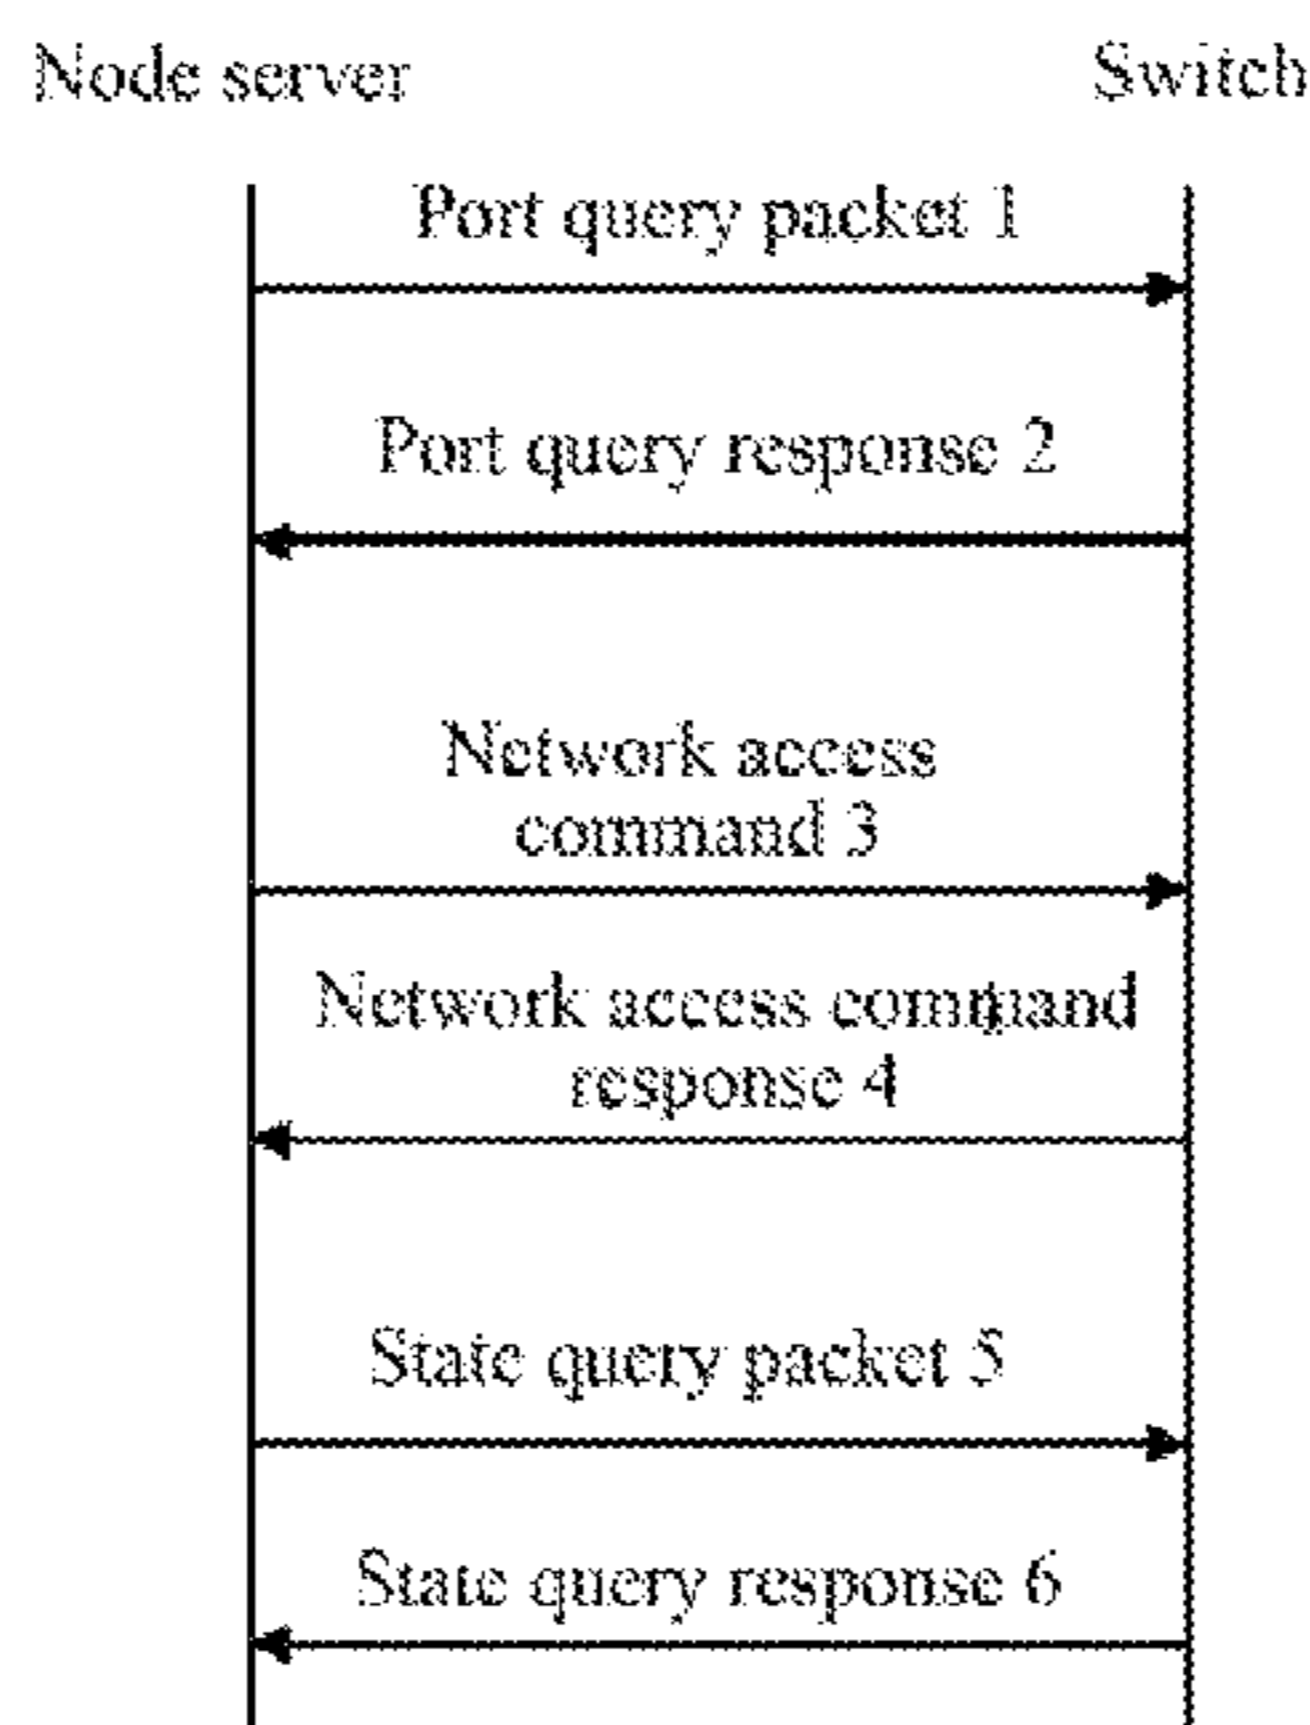 Node server
Switch
Port query packet 1
Port query response 2
Network access
command 3
Network access command
response 4
State query packet 5
State query response 6